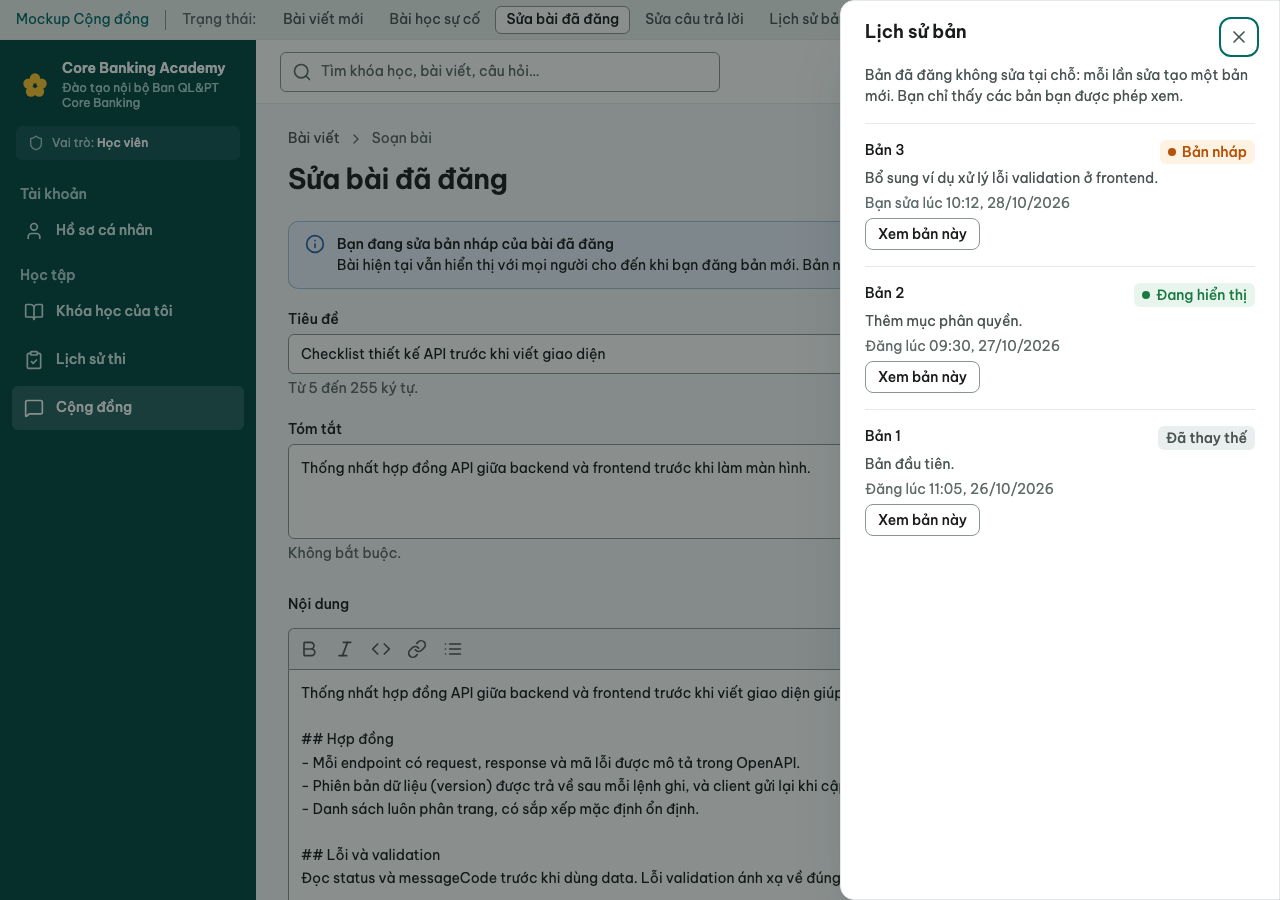 Mockup Cộng đồng
Trạng thái:
Bài viết mới
Bài học sự cố
Sửa bài đã đăng
Sửa câu trả lời
Lịch sử
Core Banking Academy
Đào tạo nội bộ Ban QL&PT
Core Banking
Vai trò: Học viên
Tài khoản
Hồ sơ cá nhân
Học tập
Khóa học của tôi
Lịch sử thi
Cộng đồng
Tìm khóa học, bài viết, câu hỏi...
Bài viết
Soạn bài
Sửa bài đã đăng
Bạn đang sửa bản nháp của bài đã đăng
Bài hiện tại vẫn hiển thị với mọi người cho đến khi bạn đăng bản mới. Bản
Tiêu đề
Checklist thiết kế API trước khi viết giao diện
Từ 5 đến 255 ký tự.
Tóm tắt
Thống nhất hợp đồng API giữa backend và frontend trước khi làm màn hình.
Không bắt buộc.
Nội dung
Thống nhất hợp đồng API giữa backend và frontend trước khi viết giao diện giúp
## Hợp đồng
- Mỗi endpoint có request, response và mã lỗi được mô tả trong OpenAPI.
- Phiên bản dữ liệu (version) được trả về sau mỗi lệnh ghi, và client gửi lại khi
- Danh sách luôn phân trang, có sắp xếp mặc định ổn định.
## Lỗi và validation
Đọc status và messageCode trước khi dùng data. Lỗi validation ánh xạ về đúng
Lịch sử bản
Bản đã đăng không sửa tại chỗ: mỗi lần sửa tạo một bản
mới. Bạn chỉ thấy các bản bạn được phép xem.
Bản 3
Bản nháp
Bổ sung ví dụ xử lý lỗi validation ở frontend.
Bạn sửa lúc 10:12, 28/10/2026
Xem bản này
Bản 2
Đang hiển thị
Thêm mục phân quyền.
Đăng lúc 09:30, 27/10/2026
Xem bản này
Bản 1
Đã thay thế
Bản đầu tiên.
Đăng lúc 11:05, 26/10/2026
Xem bản này